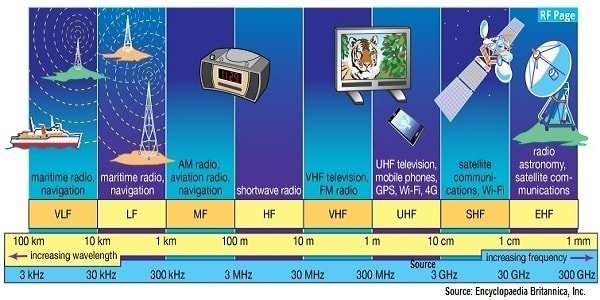 RF Page
maritime radio,
navigation
maritime radio,
navigation
AM radio,
aviation radio,
navigation
shortwave radio
VHF television,
FM radio
UHF television,
mobile phones,
GPS, Wi-Fi, 4G
satellite
communi-
cations, Wi-Fi
radio
astronomy,
satellite com-
munications
VLF LF MF HF VHF UHF SHF EHF
100 km 10 km 1 km 100 m 10 m 1 m 10 cm 1 cm 1 mm
increasing wavelength increasing frequency
Source
3 kHz 30 kHz 300 kHz 3 MHz 30 MHz 300 MHz 3 GHz 30 GHz 300 GHz
Source: Encyclopaedia Britannica, Inc.